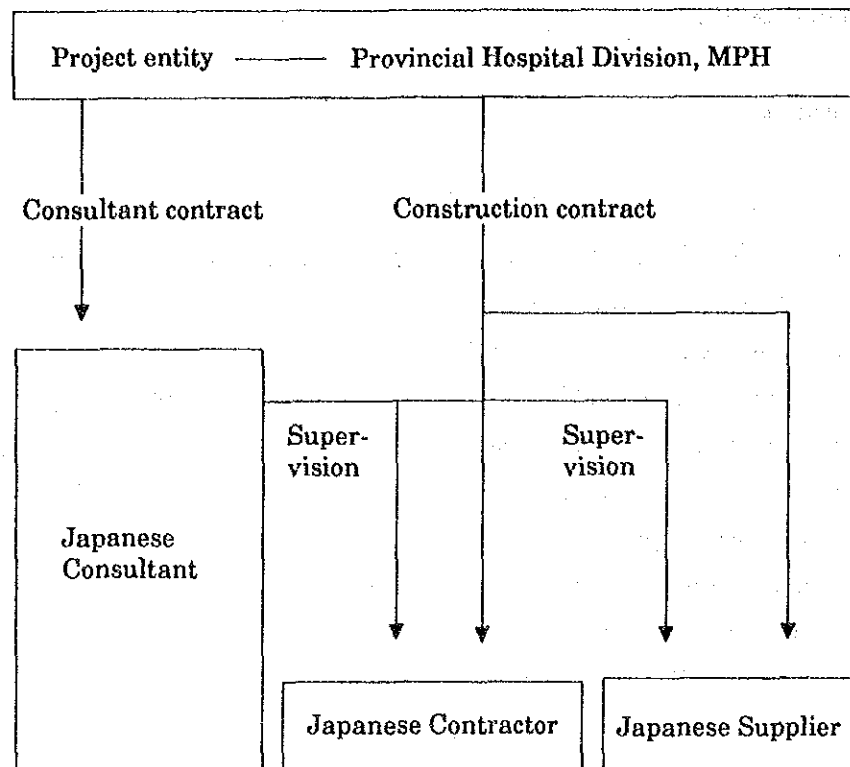 Project entity ——— Provincial Hospital Division, MPH
Consultant contract
Construction contract
Super-
vision
Super-
vision
Japanese
Consultant
Japanese Contractor
Japanese Supplier